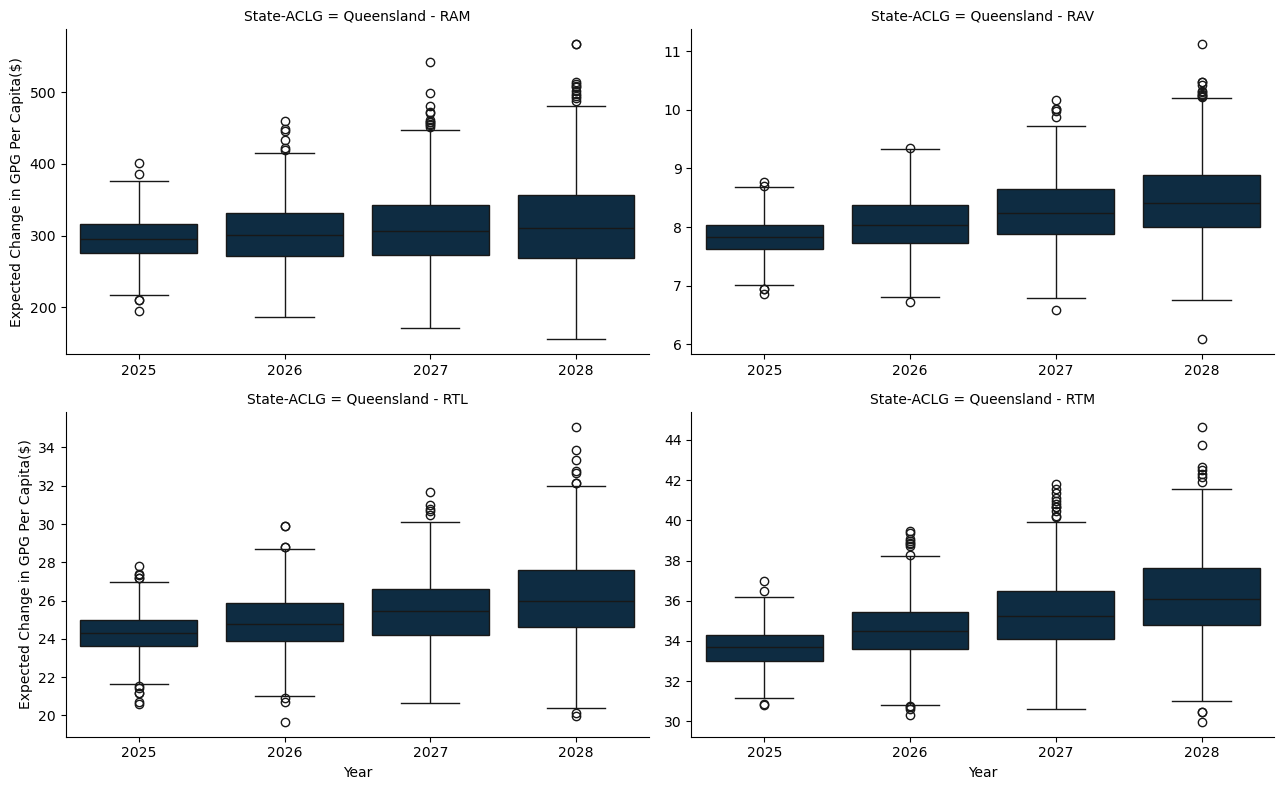 State-ACLG = Queensland - RAM
Expected Change in GPG Per Capita($)
500
400
300
200
2025 2026 2027 2028
State-ACLG = Queensland - RAV
11
10
9
8
7
6
2025 2026 2027 2028
State-ACLG = Queensland - RTL
Expected Change in GPG Per Capita($)
34
32
30
28
26
24
22
20
2025 2026 2027 2028
Year
State-ACLG = Queensland - RTM
44
42
40
38
36
34
32
30
2025 2026 2027 2028
Year